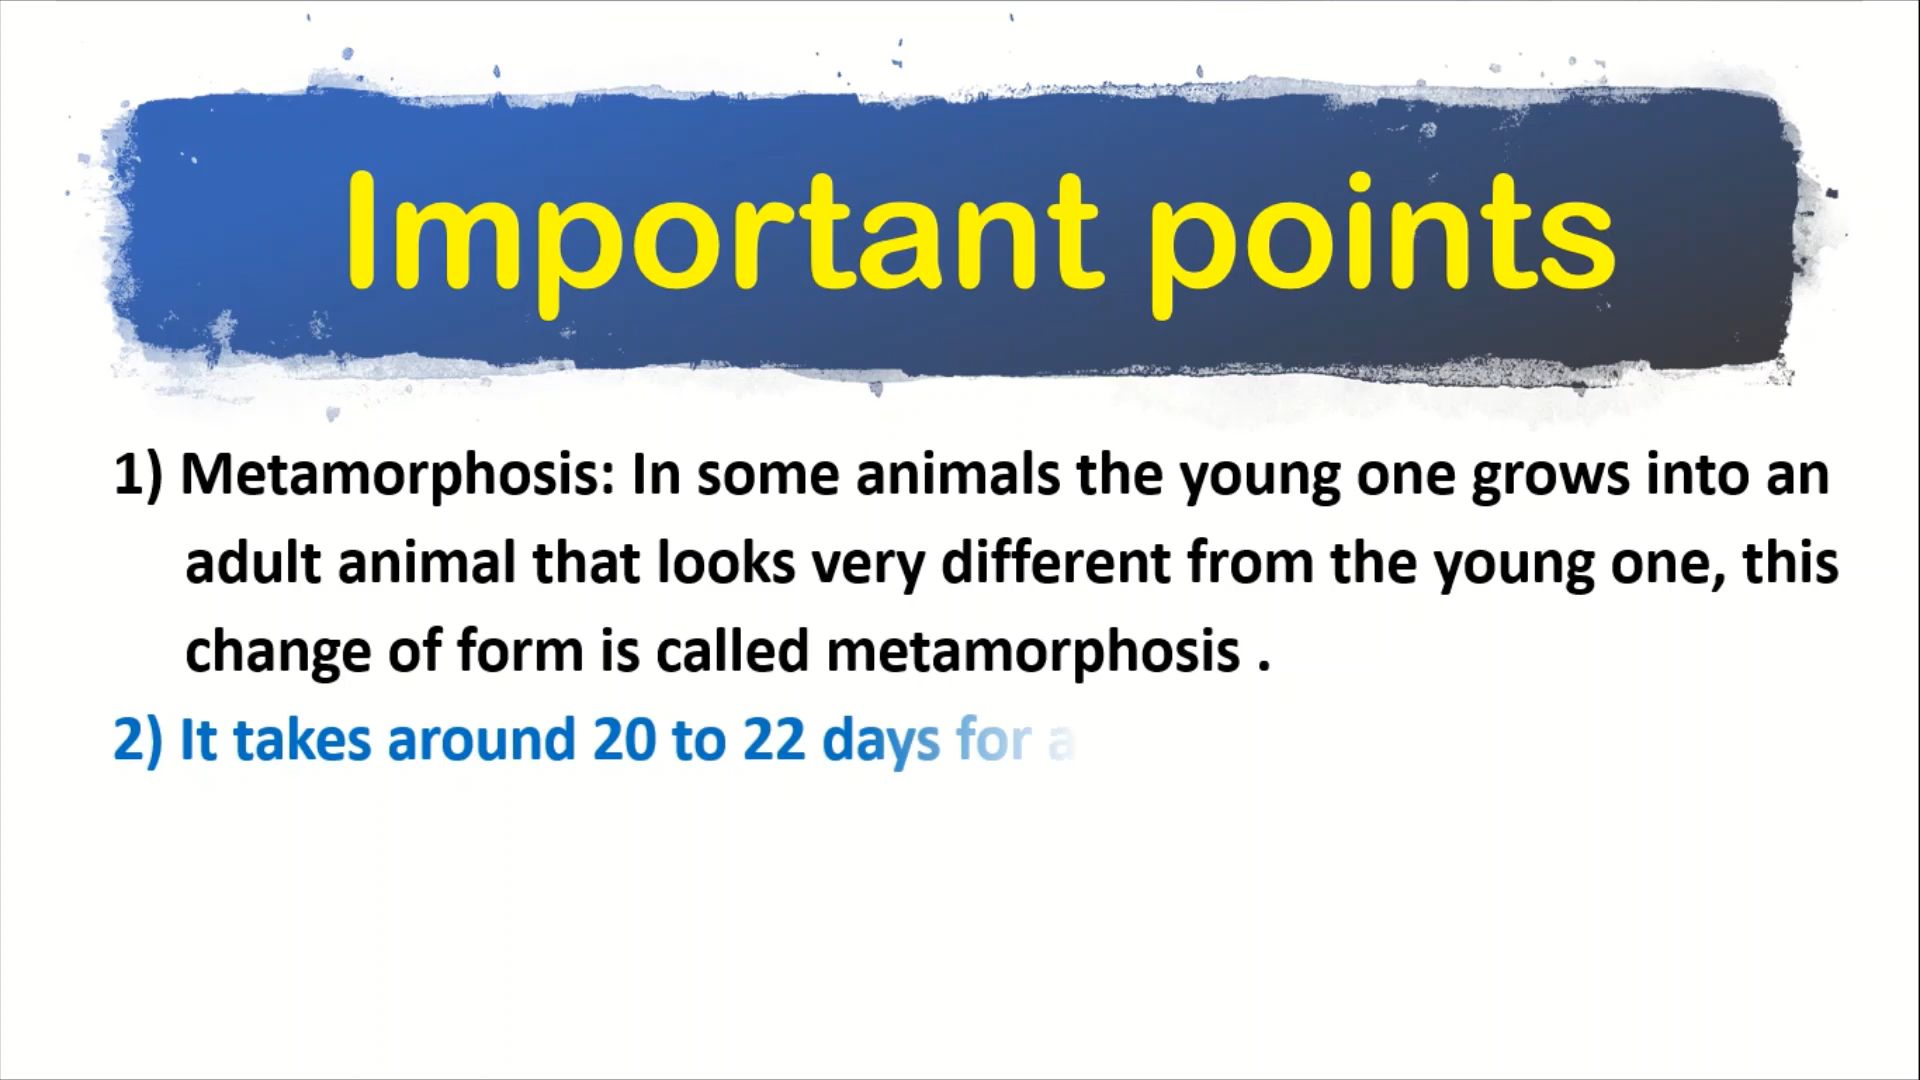 Important points
1) Metamorphosis: In some animals the young one grows into an
adult animal that looks very different from the young one, this
change of form is called metamorphosis .
2) It takes around 20 to 22 days for a